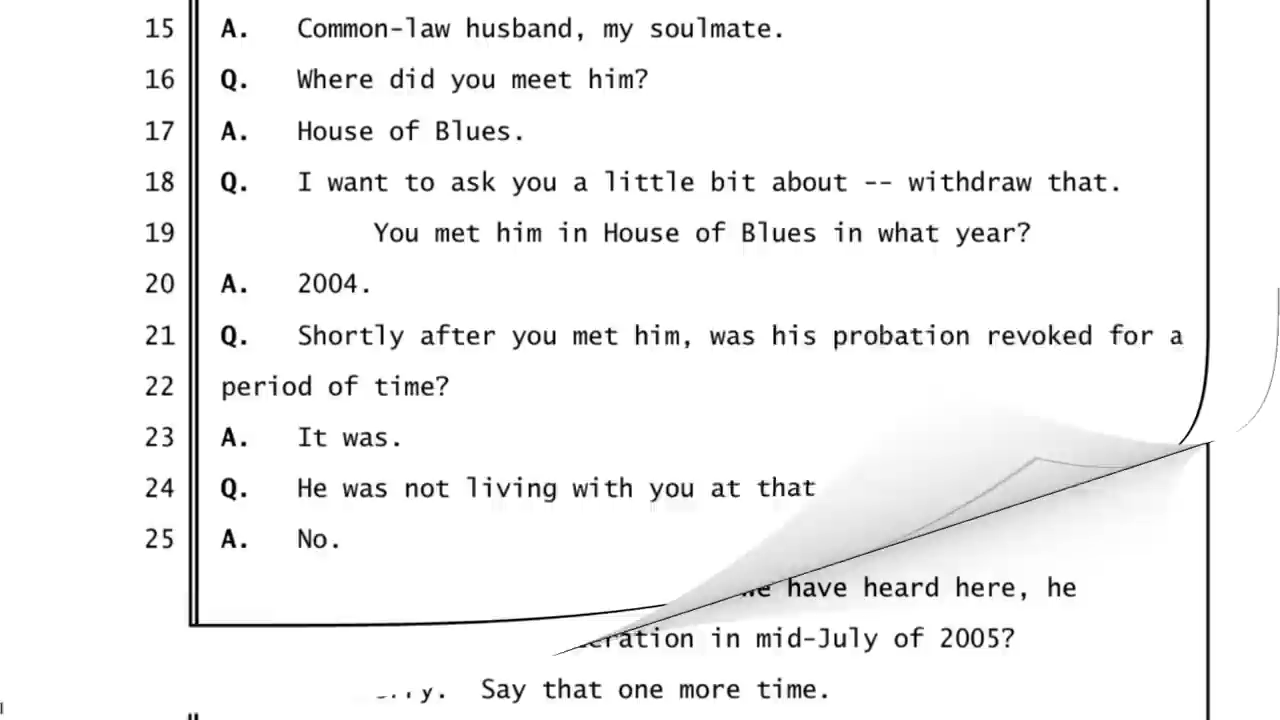 15 A. Common-law husband, my soulmate.
16 Q. Where did you meet him?
17 A. House of Blues.
18 Q. I want to ask you a little bit about -- withdraw that.
19 You met him in House of Blues in what year?
20 A. 2004.
21 Q. Shortly after you met him, was his probation revoked for a
22 period of time?
23 A. It was.
24 Q. He was not living with you at that
25 A. No.
have heard here, he
in mid-July of 2005?
Say that one more time.